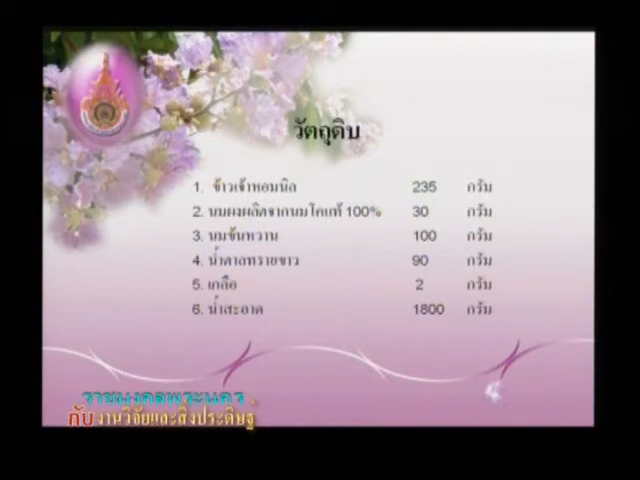 วัตถุดิบ
1. ข้าวเจ้าหอมนิล 235 กรัม
2. นมผงผลิตจากนมโคแท้ 100% 30 กรัม
3. นมข้นหวาน 100 กรัม
4. น้ำตาลทรายขาว 90 กรัม
5. เกลือ 2 กรัม
6. น้ำสะอาด 1800 กรัม
ราชมงคลพระนคร
กับงานวิจัยและสิ่งประดิษฐ์